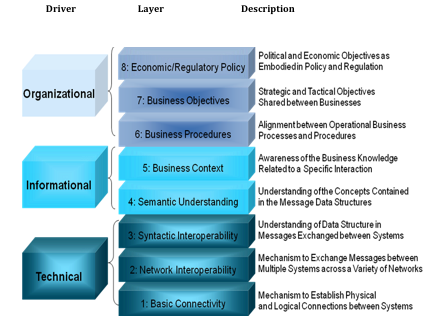 Driver Layer Description
Organizational
8: Economic/Regulatory Policy
Political and Economic Objectives as
Embodied in Policy and Regulation
7: Business Objectives
Strategic and Tactical Objectives
Shared between Businesses
6: Business Procedures
Alignment between Operational Business
Processes and Procedures
Informational
5: Business Context
Awareness of the Business Knowledge
Related to a Specific Interaction
4: Semantic Understanding
Understanding of the Concepts Contained
in the Message Data Structures
Technical
3: Syntactic Interoperability
Understanding of Data Structure in
Messages Exchanged between Systems
2: Network Interoperability
Mechanism to Exchange Messages between
Multiple Systems across a Variety of Networks
1: Basic Connectivity
Mechanism to Establish Physical
and Logical Connections between Systems